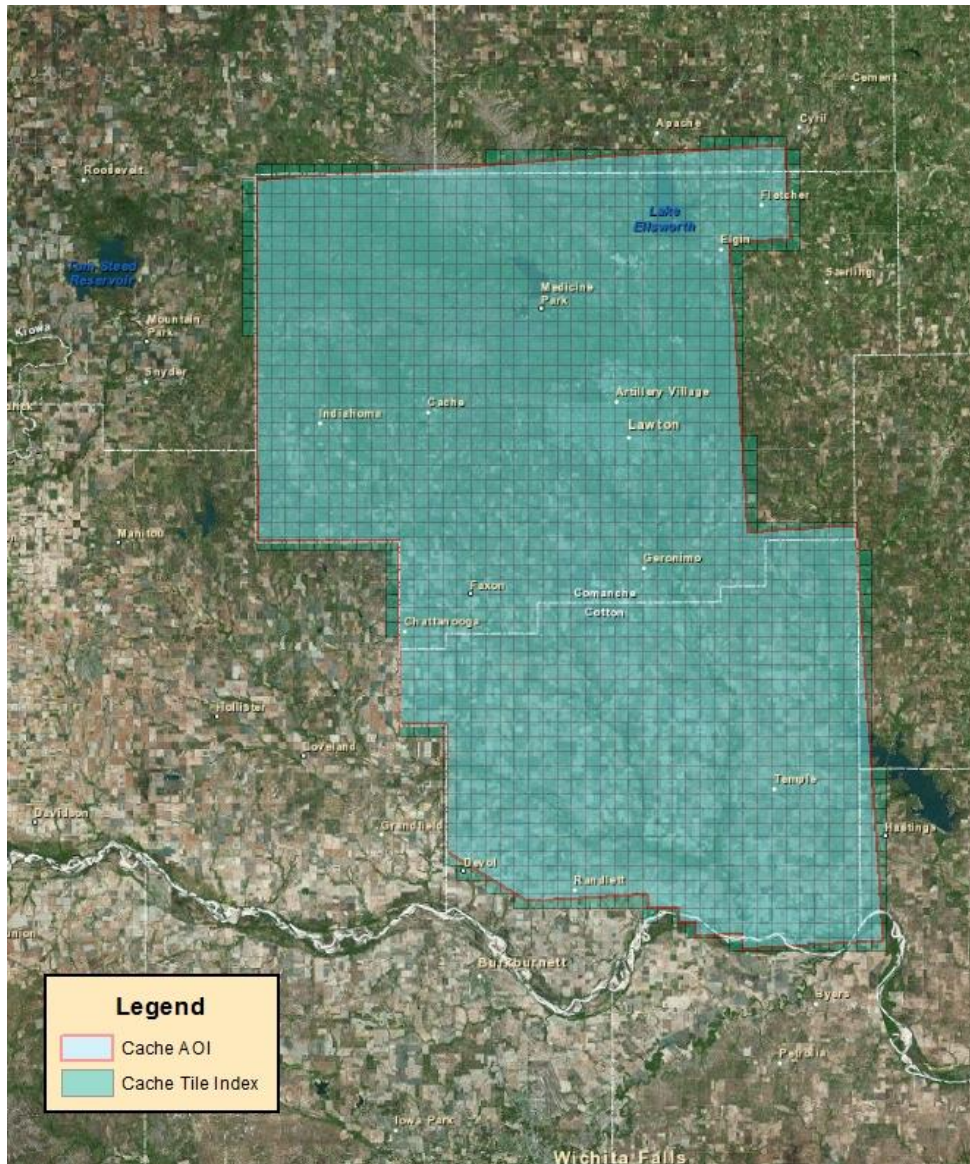 Cement
Apache
Cyril
Roosevelt
Fletcher
Lake
Ellsworth
Elgin
Tom Steed
Reservoir
Sterling
Medicine
Park
Mountain
Park
Kiowa
Snyder
Artillery Village
Cache
Indiahoma
Lawton
Manitou
Geronimo
Faxon
Comanche
Cotton
Chattanooga
Hollister
Loveland
Temple
Davidson
Grandfield
Hastings
Devol
Randlett
Burkburnett
Byers
Petrolia
Iowa Park
Wichita Falls
Legend
Cache AOI
Cache Tile Index